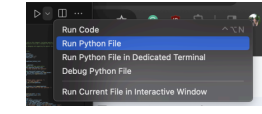 Run Code ^⌥N
Run Python File
Run Python File in Dedicated Terminal
Debug Python File
Run Current File in Interactive Window